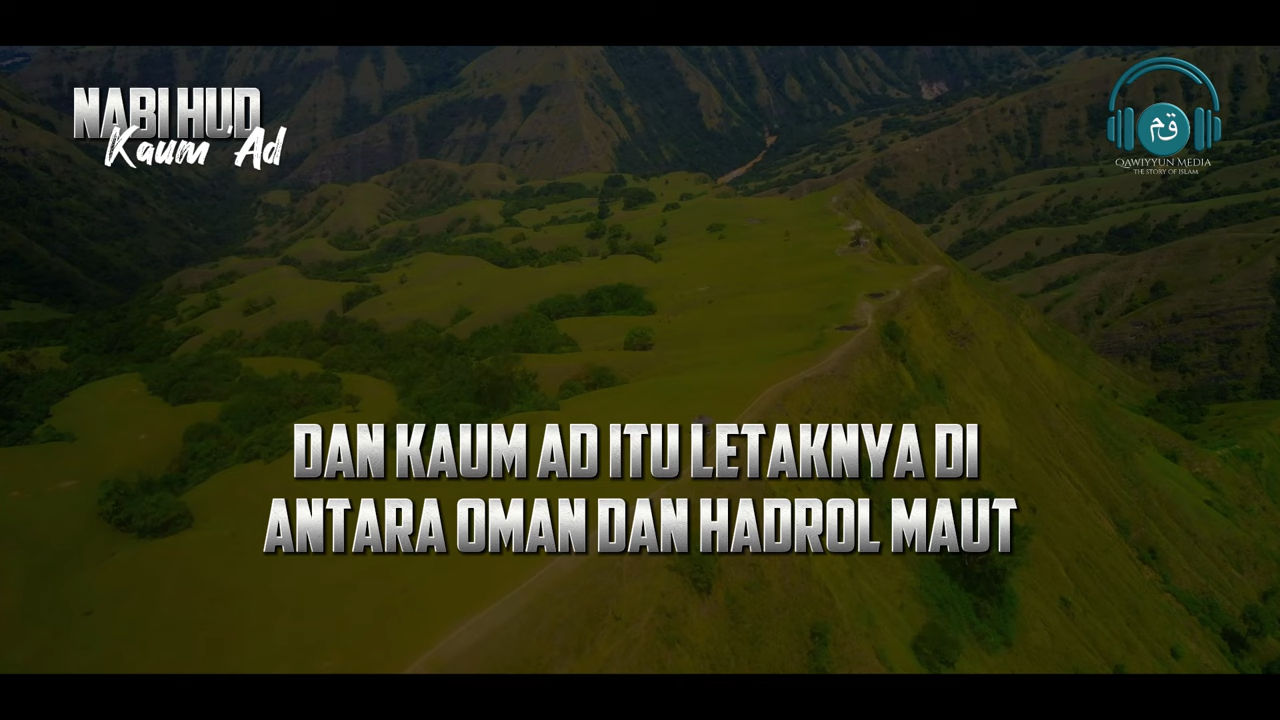 NABI HUD
Kaum 'Ad
قم
QAWIYYUN MEDIA
THE STORY OF ISLAM
DAN KAUM AD ITU LETAKNYA DI
ANTARA OMAN DAN HADROL MAUT